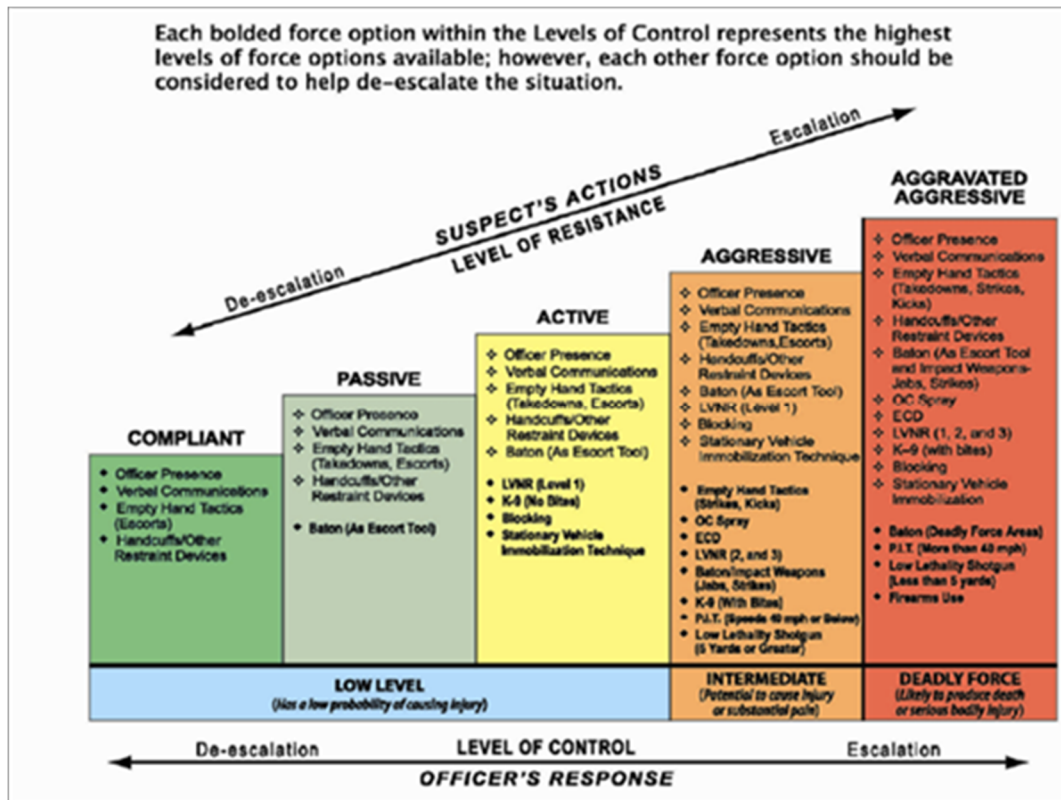 Each bolded force option within the Levels of Control represents the highest
levels of force options available; however, each other force option should be
considered to help de-escalate the situation.
De-escalation
SUSPECT'S ACTIONS
LEVEL OF RESISTANCE
Escalation
COMPLIANT
Officer Presence
Verbal Communications
Empty Hand Tactics
(Escorts)
Handcuffs/Other
Restraint Devices
PASSIVE
Officer Presence
Verbal Communications
Empty Hand Tactics
(Takedowns, Escorts)
Handcuffs/Other
Restraint Devices
Baton (As Escort Tool)
ACTIVE
Officer Presence
Verbal Communications
Empty Hand Tactics
(Takedowns, Escorts)
Handcuffs/Other
Restraint Devices
Baton (As Escort Tool)
LVNR (Level 1)
K-9 (No Bites)
Blocking
Stationary Vehicle
Immobilization Technique
AGGRESSIVE
Officer Presence
Verbal Communications
Empty Hand Tactics
(Takedowns,Escorts)
Handcuffs/Other
Restraint Devices
Baton (As Escort Tool)
LVNR (Level 1)
Blocking
Stationary Vehicle
Immobilization Technique
Empty Hand Tactics
(Strikes, Kicks)
OC Spray
ECD
LVNR (2, and 3)
Baton/Impact Weapons
(Jabs, Strikes)
K-9 (With Bites)
P.I.T. (Speeds 40 mph or Below)
Low Lethality Shotgun
(5 Yards or Greater)
AGGRAVATED
AGGRESSIVE
Officer Presence
Verbal Communications
Empty Hand Tactics
(Takedowns, Strikes,
Kicks)
Handcuffs/Other
Restraint Devices
Baton (As Escort Tool
and Impact Weapons-
Jabs, Strikes)
OC Spray
ECD
LVNR (1, 2, and 3)
K-9 (with bites)
Blocking
Stationary Vehicle
Immobilization
Baton (Deadly Force Areas)
P.I.T. (More than 40 mph)
Low Lethality Shotgun
(Less than 5 yards)
Firearms Use
LOW LEVEL
(Has a low probability of causing injury)
INTERMEDIATE
(Potential to cause injury
or substantial pain)
DEADLY FORCE
(Likely to produce death
or serious bodily injury)
De-escalation
LEVEL OF CONTROL
Escalation
OFFICER'S RESPONSE